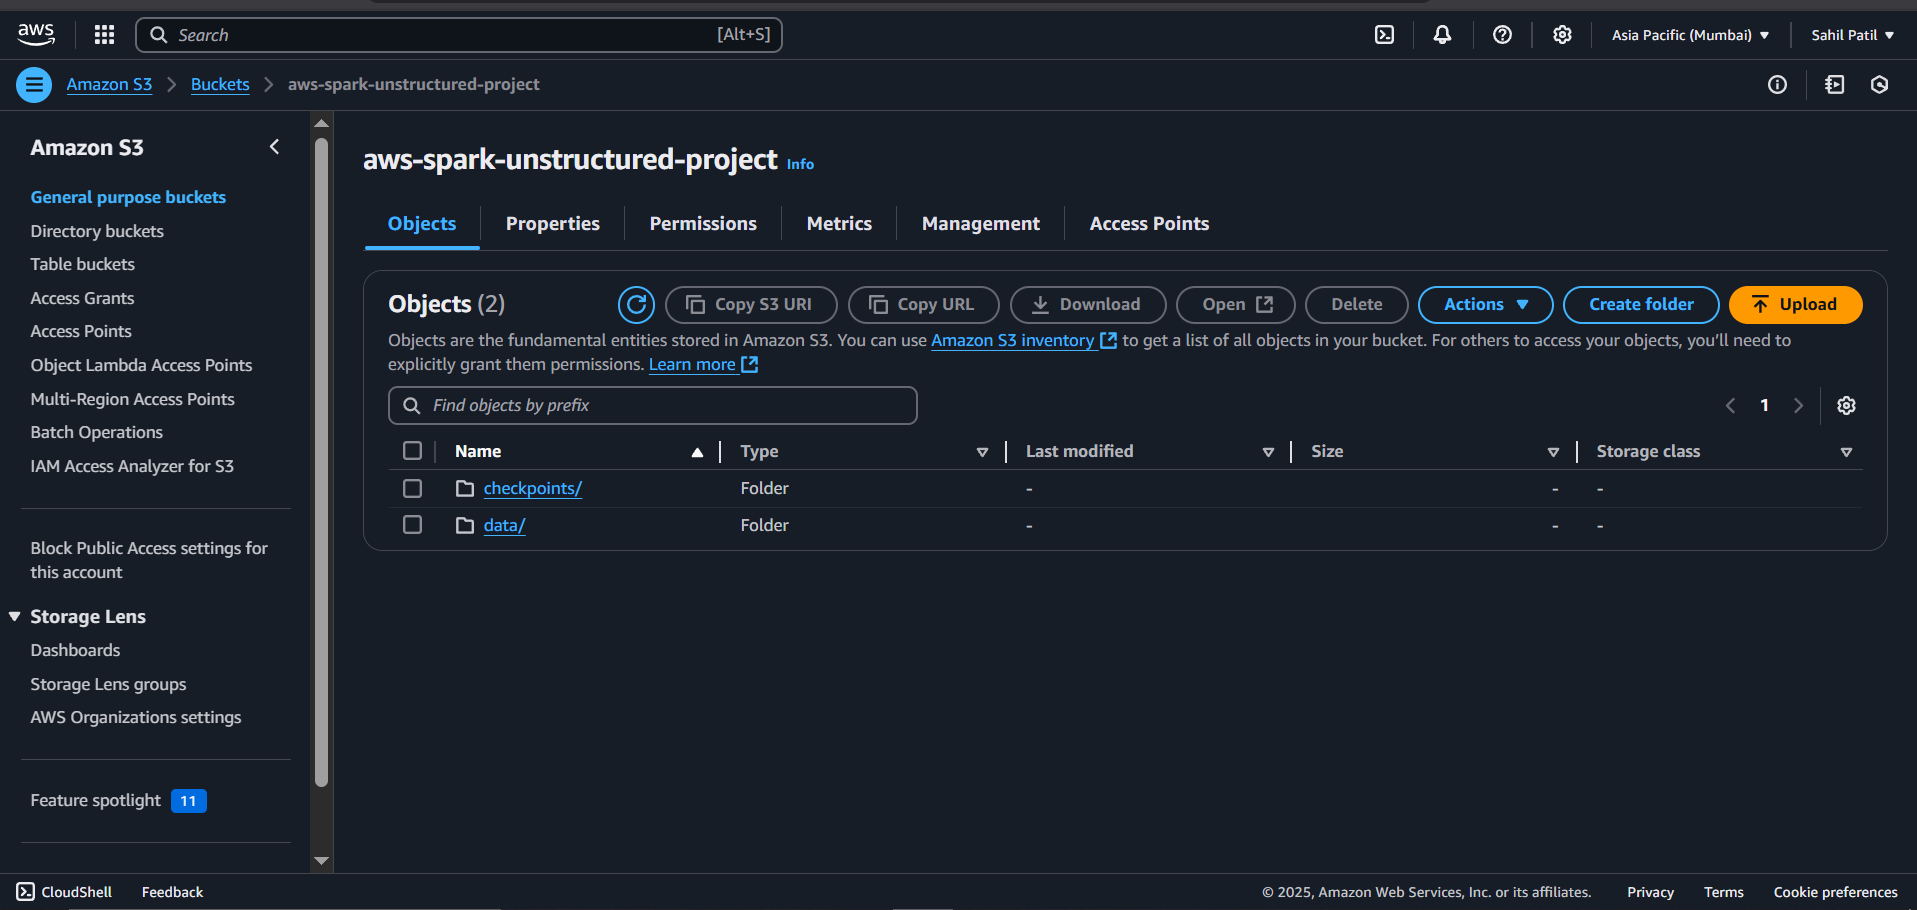 aws
Search [Alt+S]
Asia Pacific (Mumbai)
Sahil Patil
Amazon S3
Buckets
aws-spark-unstructured-project
Amazon S3
General purpose buckets
Directory buckets
Table buckets
Access Grants
Access Points
Object Lambda Access Points
Multi-Region Access Points
Batch Operations
IAM Access Analyzer for S3
Block Public Access settings for
this account
Storage Lens
Dashboards
Storage Lens groups
AWS Organizations settings
Feature spotlight 11
aws-spark-unstructured-project Info
Objects Properties Permissions Metrics Management Access Points
Objects (2)
Copy S3 URI
Copy URL
Download
Open
Delete
Actions
Create folder
Upload
Objects are the fundamental entities stored in Amazon S3. You can use Amazon S3 inventory to get a list of all objects in your bucket. For others to access your objects, you'll need to
explicitly grant them permissions. Learn more
Find objects by prefix
1
Name Type Last modified Size Storage class
checkpoints/ Folder - - -
data/ Folder - - -
CloudShell Feedback
© 2025, Amazon Web Services, Inc. or its affiliates. Privacy Terms Cookie preferences